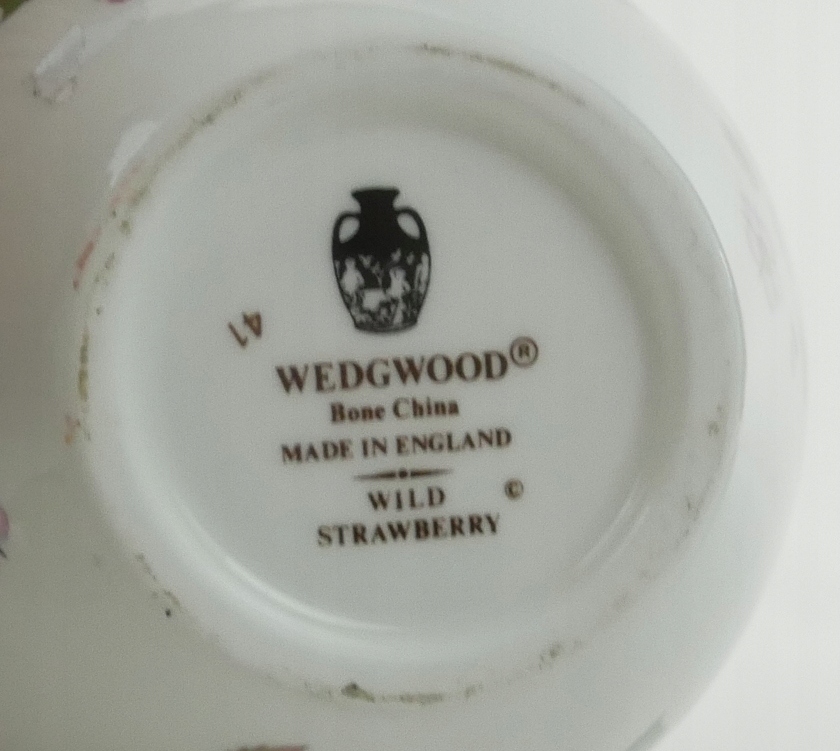 41
WEDGWOOD®
Bone China
MADE IN ENGLAND
WILD ©
STRAWBERRY